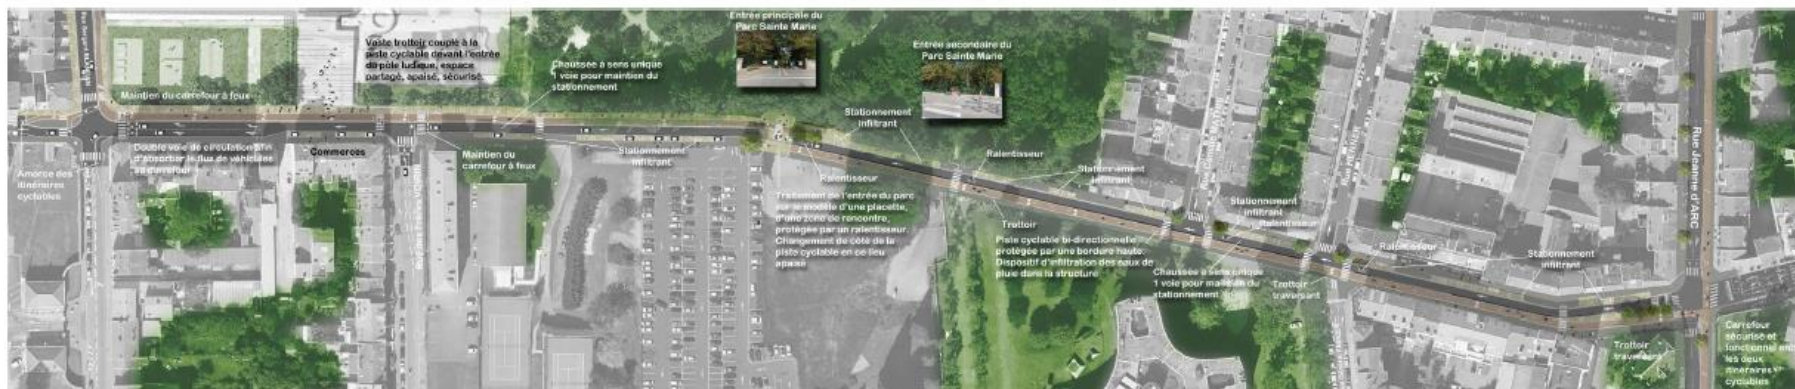 Vaste trottoir couplé à la
piste cyclable devant l'entrée
du pôle ludique, espace
partagé, apaisé, sécurisé.
Maintien du carrefour à feux
Chaussée à sens unique
1 voie pour maintien du
stationnement
Entrée principale du
Parc Sainte Marie
Entrée secondaire du
Parc Sainte Marie
Stationnement
infiltrant
Double voie de circulation afin
d'absorber le flux de véhicules
au carrefour
Commerces
Amorce des
itinéraires
cyclables
Maintien du
carrefour à feux
Stationnement
infiltrant
Ralentisseur
Traitement de l'entrée du parc
sur le modèle d'une placette,
d'une zone de rencontre,
protégée par un ralentisseur.
Changement de côté de la
piste cyclable en ce lieu
apaisé
Ralentisseur
Stationnement
infiltrant
Trottoir
Piste cyclable bi-directionnelle
protégée par une bordure haute.
Dispositif d'infiltration des eaux de
pluie dans la structure
Stationnement
infiltrant
Ralentisseur
Chaussée à sens unique
1 voie pour maintien du
stationnement
Trottoir
traversant
Ralentisseur
Stationnement
infiltrant
Rue Jeanne d'ARC
Trottoir
traversant
Carrefour
sécurisé et
fonctionnel
les deux
itinéraires
cyclables